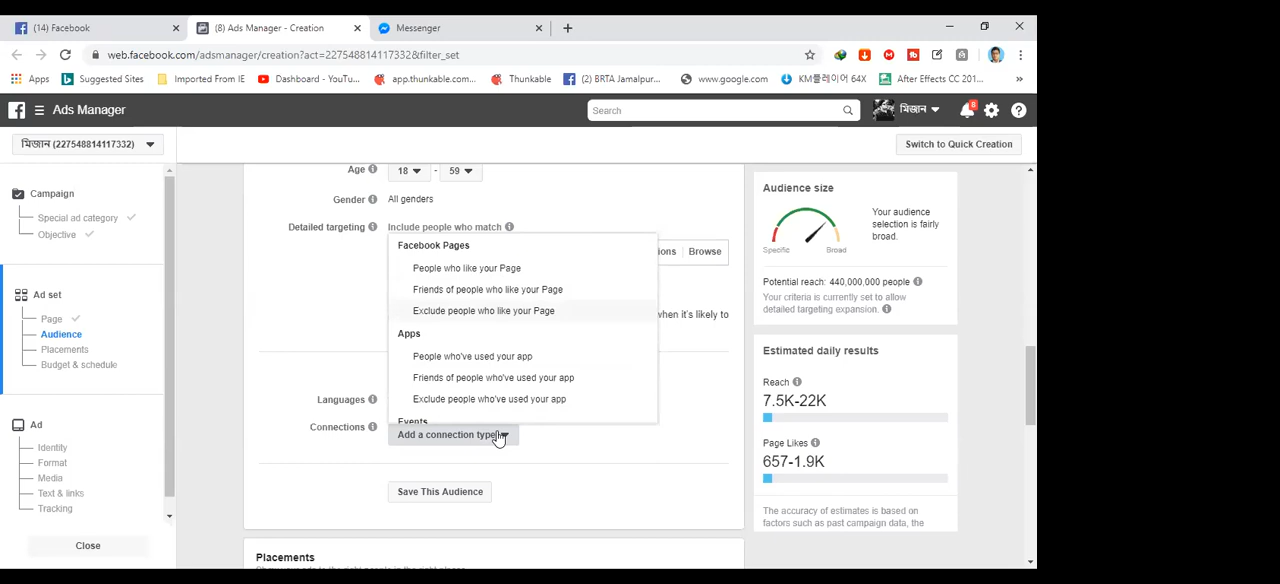 (14) Facebook
(8) Ads Manager - Creation
Messenger
web.facebook.com/adsmanager/creation?act=227548814117332&filter_set
Apps
Suggested Sites
Imported From IE
Dashboard - YouTu...
app.thunkable.com...
Thunkable
(2) BRTA Jamalpur...
www.google.com
KM플레이어 64X
After Effects CC 201...
»
Ads Manager
Search
মিজান
8
মিজান (227548814117332)
Switch to Quick Creation
Campaign
Special ad category
Objective
Ad set
Page
Audience
Placements
Budget & schedule
Ad
Identity
Format
Media
Text & links
Tracking
Close
Age
18
-
59
Gender
All genders
Detailed targeting
Include people who match
Browse
when it's likely to
Facebook Pages
People who like your Page
Friends of people who like your Page
Exclude people who like your Page
Apps
People who've used your app
Friends of people who've used your app
Exclude people who've used your app
Events
Languages
Connections
Add a connection type
Save This Audience
Placements
Audience size
Specific
Broad
Your audience
selection is fairly
broad.
Potential reach: 440,000,000 people
Your criteria is currently set to allow
detailed targeting expansion.
Estimated daily results
Reach
7.5K-22K
Page Likes
657-1.9K
The accuracy of estimates is based on
factors such as past campaign data, the